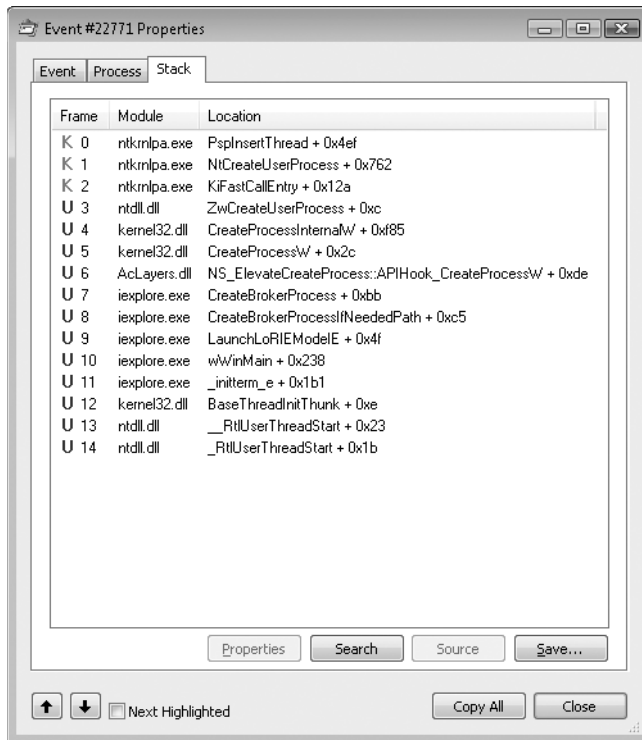 Event #22771 Properties
Event Process Stack
Frame Module Location
K 0 ntkrnlpa.exe PspInsertThread + 0x4ef
K 1 ntkrnlpa.exe NtCreateUserProcess + 0x762
K 2 ntkrnlpa.exe KiFastCallEntry + 0x12a
U 3 ntdll.dll ZwCreateUserProcess + 0xc
U 4 kernel32.dll CreateProcessInternalW + 0xf85
U 5 kernel32.dll CreateProcessW + 0x2c
U 6 AcLayers.dll NS_ElevateCreateProcess::APIHook_CreateProcessW + 0xde
U 7 iexplore.exe CreateBrokerProcess + 0xbb
U 8 iexplore.exe CreateBrokerProcessIfNeededPath + 0xc5
U 9 iexplore.exe LaunchLoRIEModeIE + 0x4f
U 10 iexplore.exe wWinMain + 0x238
U 11 iexplore.exe _initterm_e + 0x1b1
U 12 kernel32.dll BaseThreadInitThunk + 0xe
U 13 ntdll.dll __RtlUserThreadStart + 0x23
U 14 ntdll.dll _RtlUserThreadStart + 0x1b
Properties Search Source Save...
Next Highlighted Copy All Close